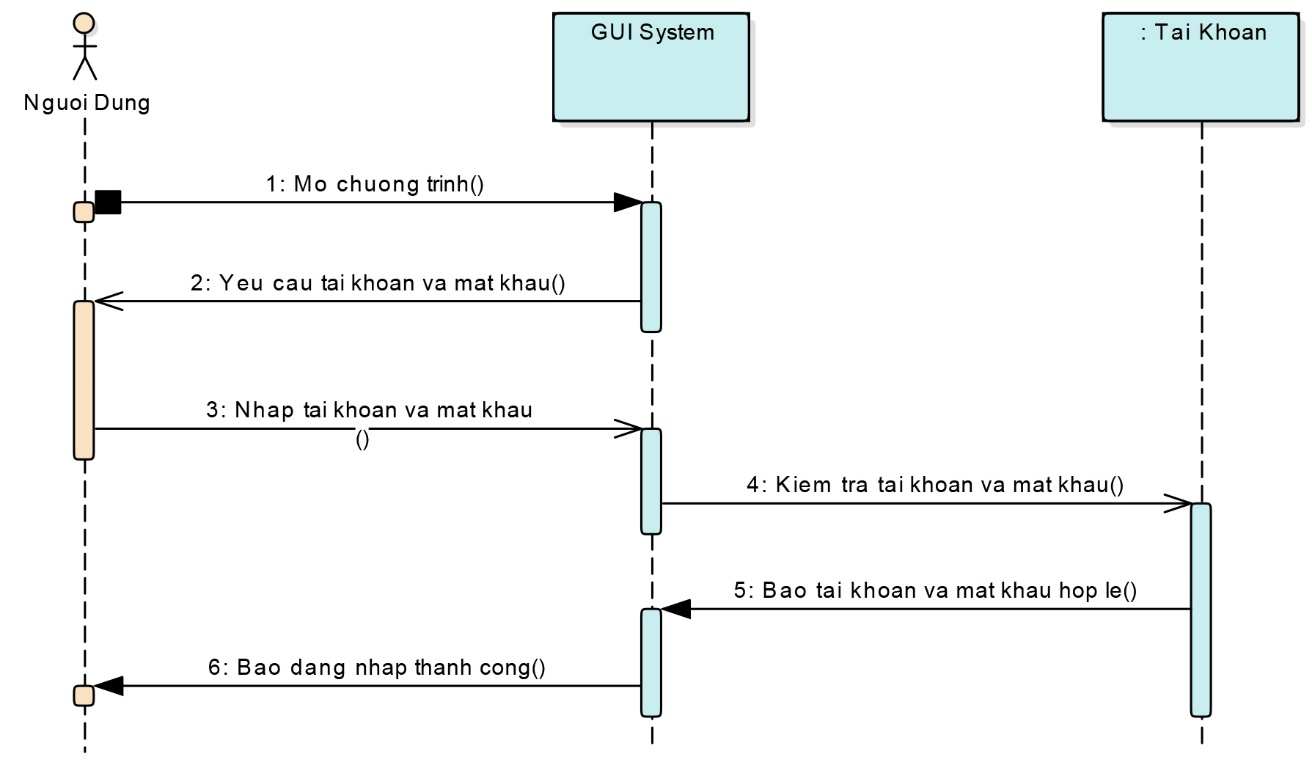 GUI System
: Tai Khoan
Nguoi Dung
1: Mo chuong trinh()
2: Yeu cau tai khoan va mat khau()
3: Nhap tai khoan va mat khau
()
4: Kiem tra tai khoan va mat khau()
5: Bao tai khoan va mat khau hop le()
6: Bao dang nhap thanh cong()